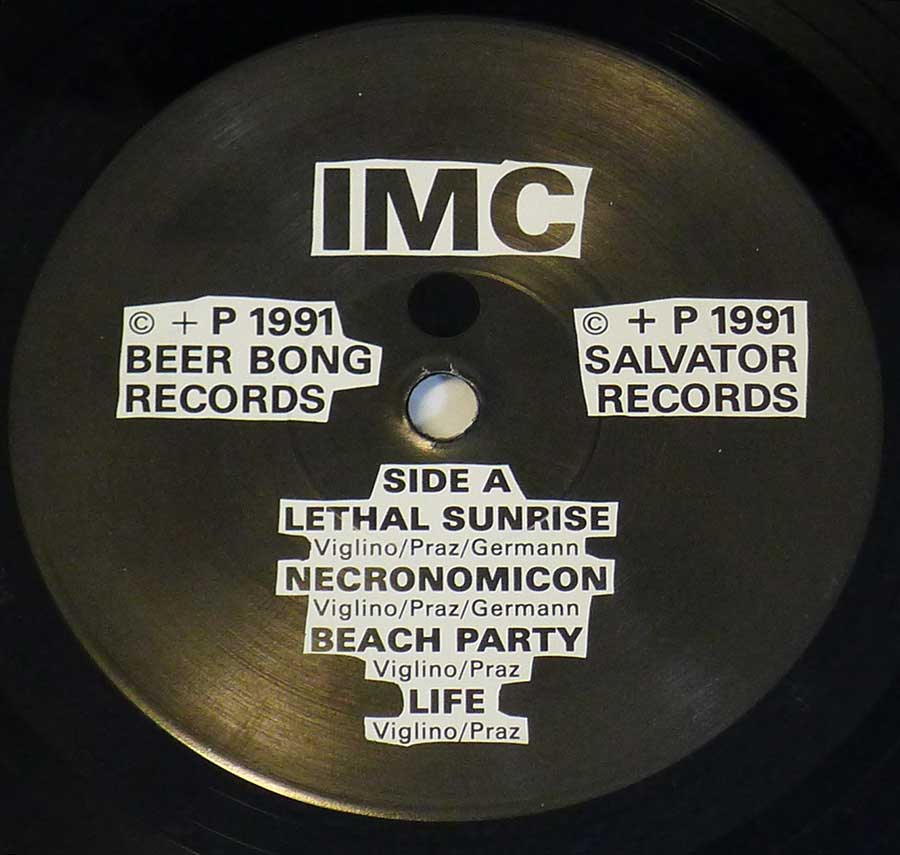 IMC
© + P 1991
BEER BONG
RECORDS
© + P 1991
SALVATOR
RECORDS
SIDE A
LETHAL SUNRISE
Viglino/Praz/Germann
NECRONOMICON
Viglino/Praz/Germann
BEACH PARTY
Viglino/Praz
LIFE
Viglino/Praz